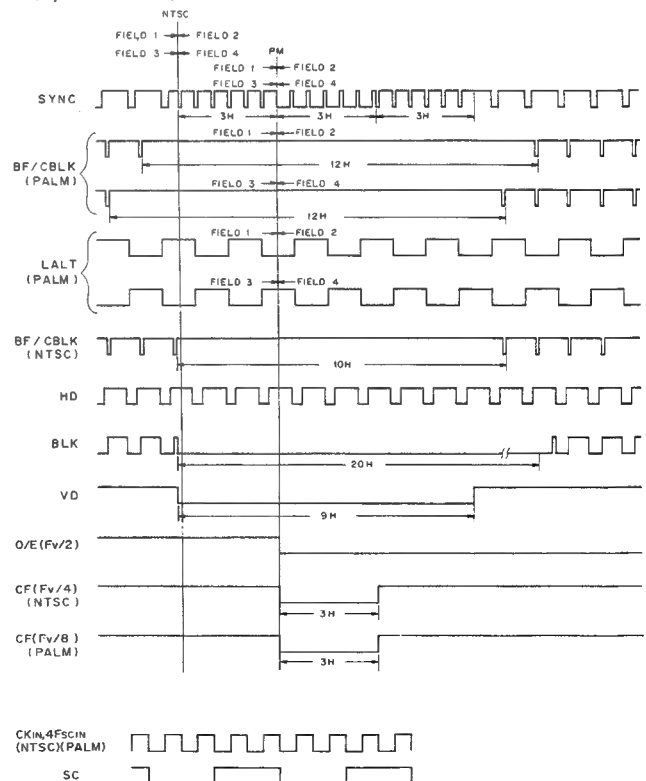 NTSC
FIELD 1 FIELD 2
FIELD 3 FIELD 4
PM
FIELD 1 FIELD 2
FIELD 3 FIELD 4
SYNC
3H 3H 3H
FIELD 1 FIELD 2
BF/CBLK
(PALM)
12H
FIELD 3 FIELD 4
12H
FIELD 1 FIELD 2
LALT
(PALM)
FIELD 3 FIELD 4
BF/CBLK
(NTSC)
10H
HD
BLK
20H
VD
9H
O/E(Fv/2)
CF(Fv/4)
(NTSC)
3H
CF(Fv/8)
(PALM)
3H
CKIN,4FSCIN
(NTSC)(PALM)
SC